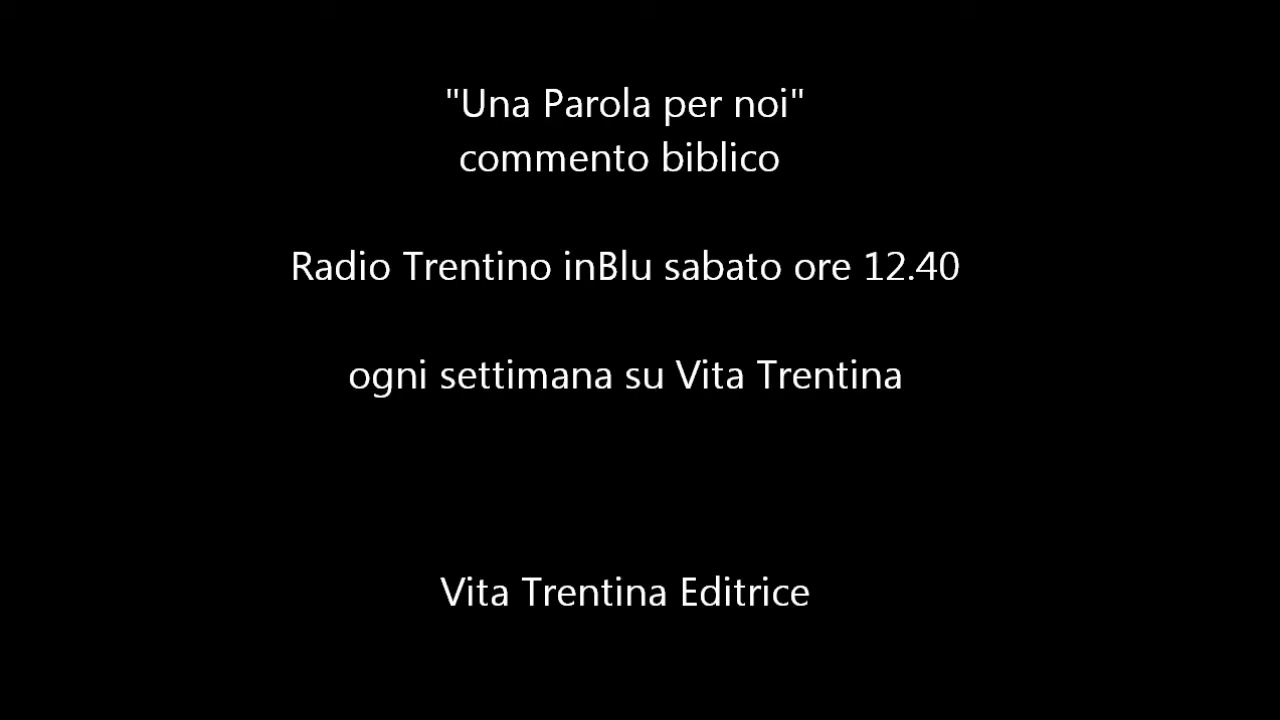 "Una Parola per noi"
commento biblico
Radio Trentino inBlu sabato ore 12.40
ogni settimana su Vita Trentina
Vita Trentina Editrice